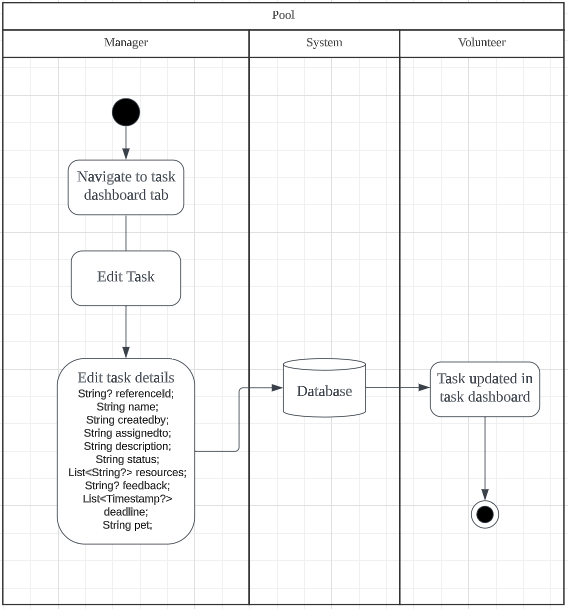 Pool
Manager
System
Volunteer
Navigate to task
dashboard tab
Edit Task
Edit task details
String? referenceId;
String name;
String createdby;
String assignedto;
String description;
String status;
List<String?> resources;
String? feedback;
List<Timestamp?>
deadline;
String pet;
Database
Task updated in
task dashboard